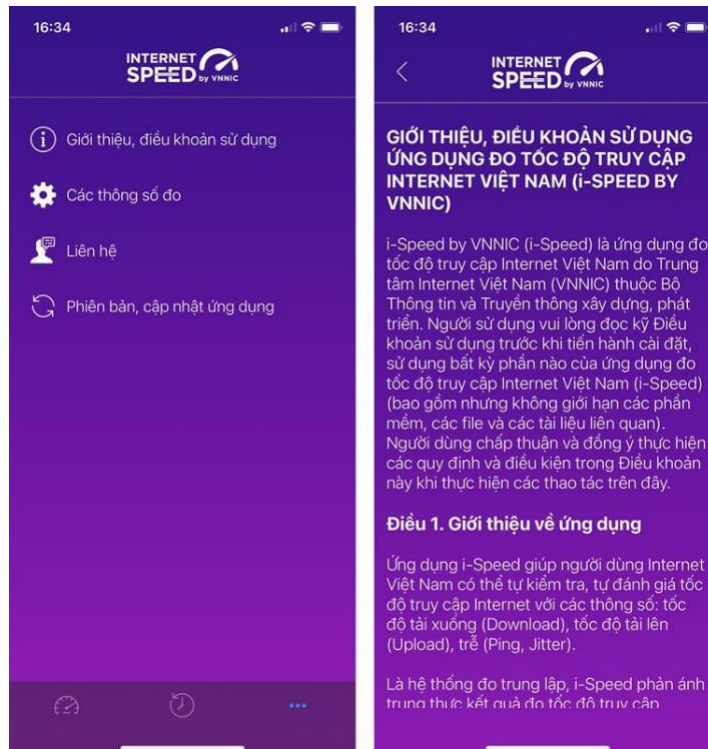 16:34
INTERNET
SPEED by VNNIC
Giới thiệu, điều khoản sử dụng
Các thông số đo
Liên hệ
Phiên bản, cập nhật ứng dụng
16:34
INTERNET
SPEED by VNNIC
GIỚI THIỆU, ĐIỀU KHOẢN SỬ DỤNG
ỨNG DỤNG ĐO TỐC ĐỘ TRUY CẬP
INTERNET VIỆT NAM (i-SPEED BY
VNNIC)
i-Speed by VNNIC (i-Speed) là ứng dụng đo
tốc độ truy cập Internet Việt Nam do Trung
tâm Internet Việt Nam (VNNIC) thuộc Bộ
Thông tin và Truyền thông xây dựng, phát
triển. Người sử dụng vui lòng đọc kỹ Điều
khoản sử dụng trước khi tiến hành cài đặt,
sử dụng bất kỳ phần nào của ứng dụng đo
tốc độ truy cập Internet Việt Nam (i-Speed)
(bao gồm nhưng không giới hạn các phần
mềm, các file và các tài liệu liên quan).
Người dùng chấp thuận và đồng ý thực hiện
các quy định và điều kiện trong Điều khoản
này khi thực hiện các thao tác trên đây.
Điều 1. Giới thiệu về ứng dụng
Ứng dụng i-Speed giúp người dùng Internet
Việt Nam có thể tự kiểm tra, tự đánh giá tốc
độ truy cập Internet với các thông số: tốc
độ tải xuống (Download), tốc độ tải lên
(Upload), trễ (Ping, Jitter).
Là hệ thống đo trung lập, i-Speed phản ánh
trung thực kết quả đo tốc độ truy cập